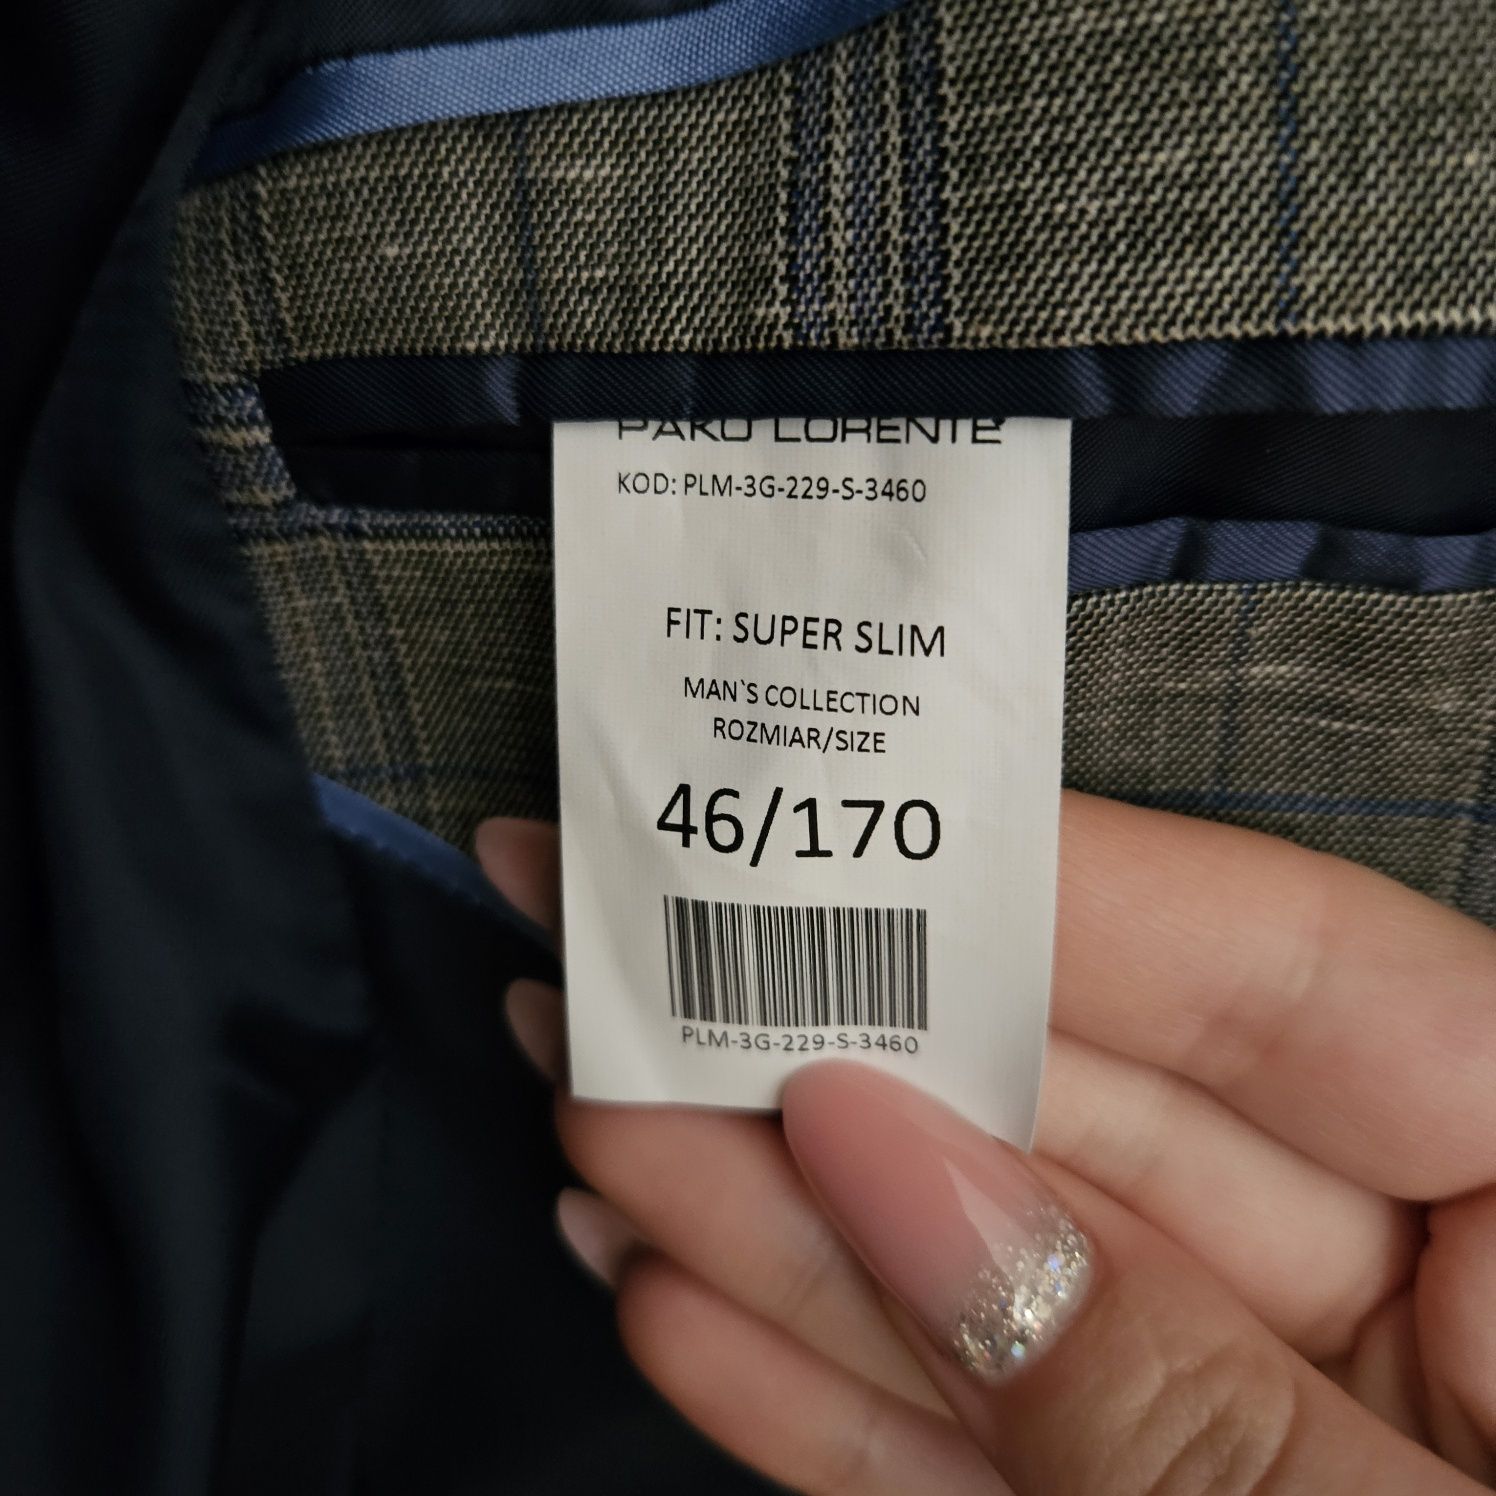 PAKO LORENTE
KOD: PLM-3G-229-S-3460
FIT: SUPER SLIM
MAN`S COLLECTION
ROZMIAR/SIZE
46/170
PLM-3G-229-S-3460